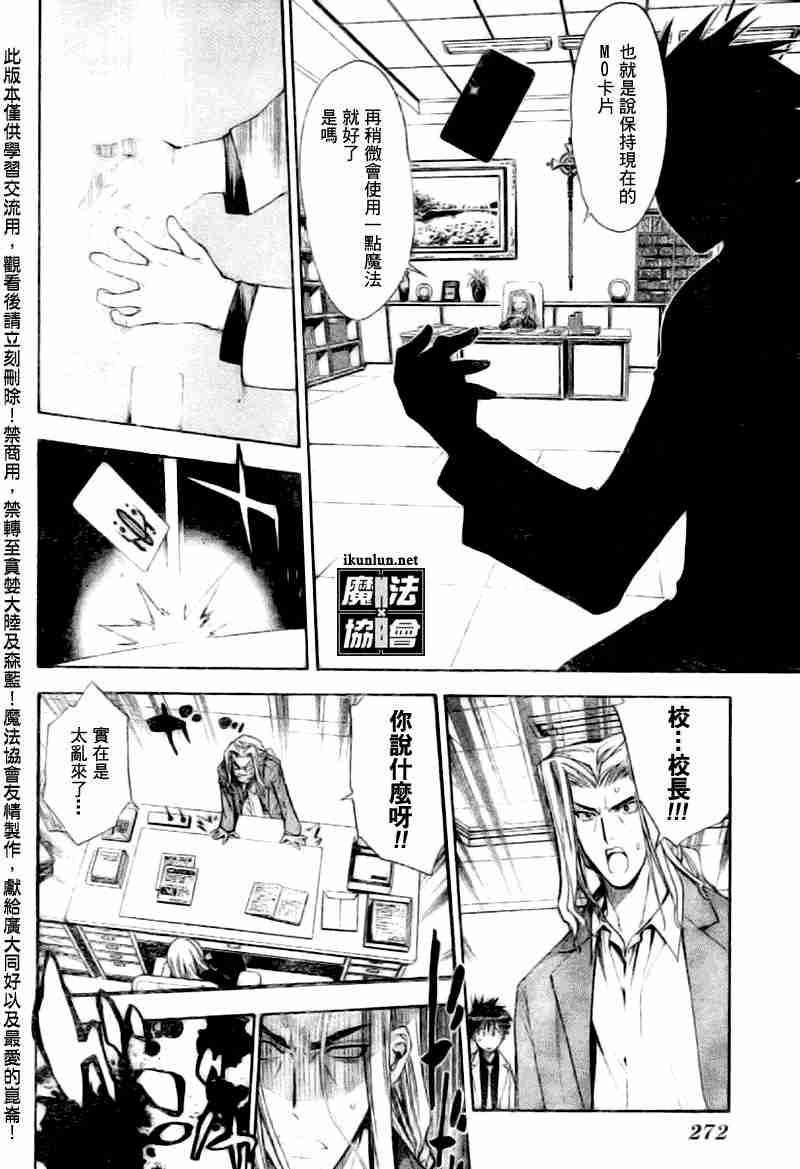 也就是說保持現在的
MO卡片
再稍微會使用一點魔法
就好了
是嗎
ikunlun.net
魔法
協會
校…校長!!!
你說什麼呀!!
實在是
太亂來了…
272
此版本僅供學習交流用，觀看後請立刻刪除！禁商用，禁轉至貪婪大陸及森藍！魔法協會友情製作，獻給廣大同好以及最愛的崑崙！